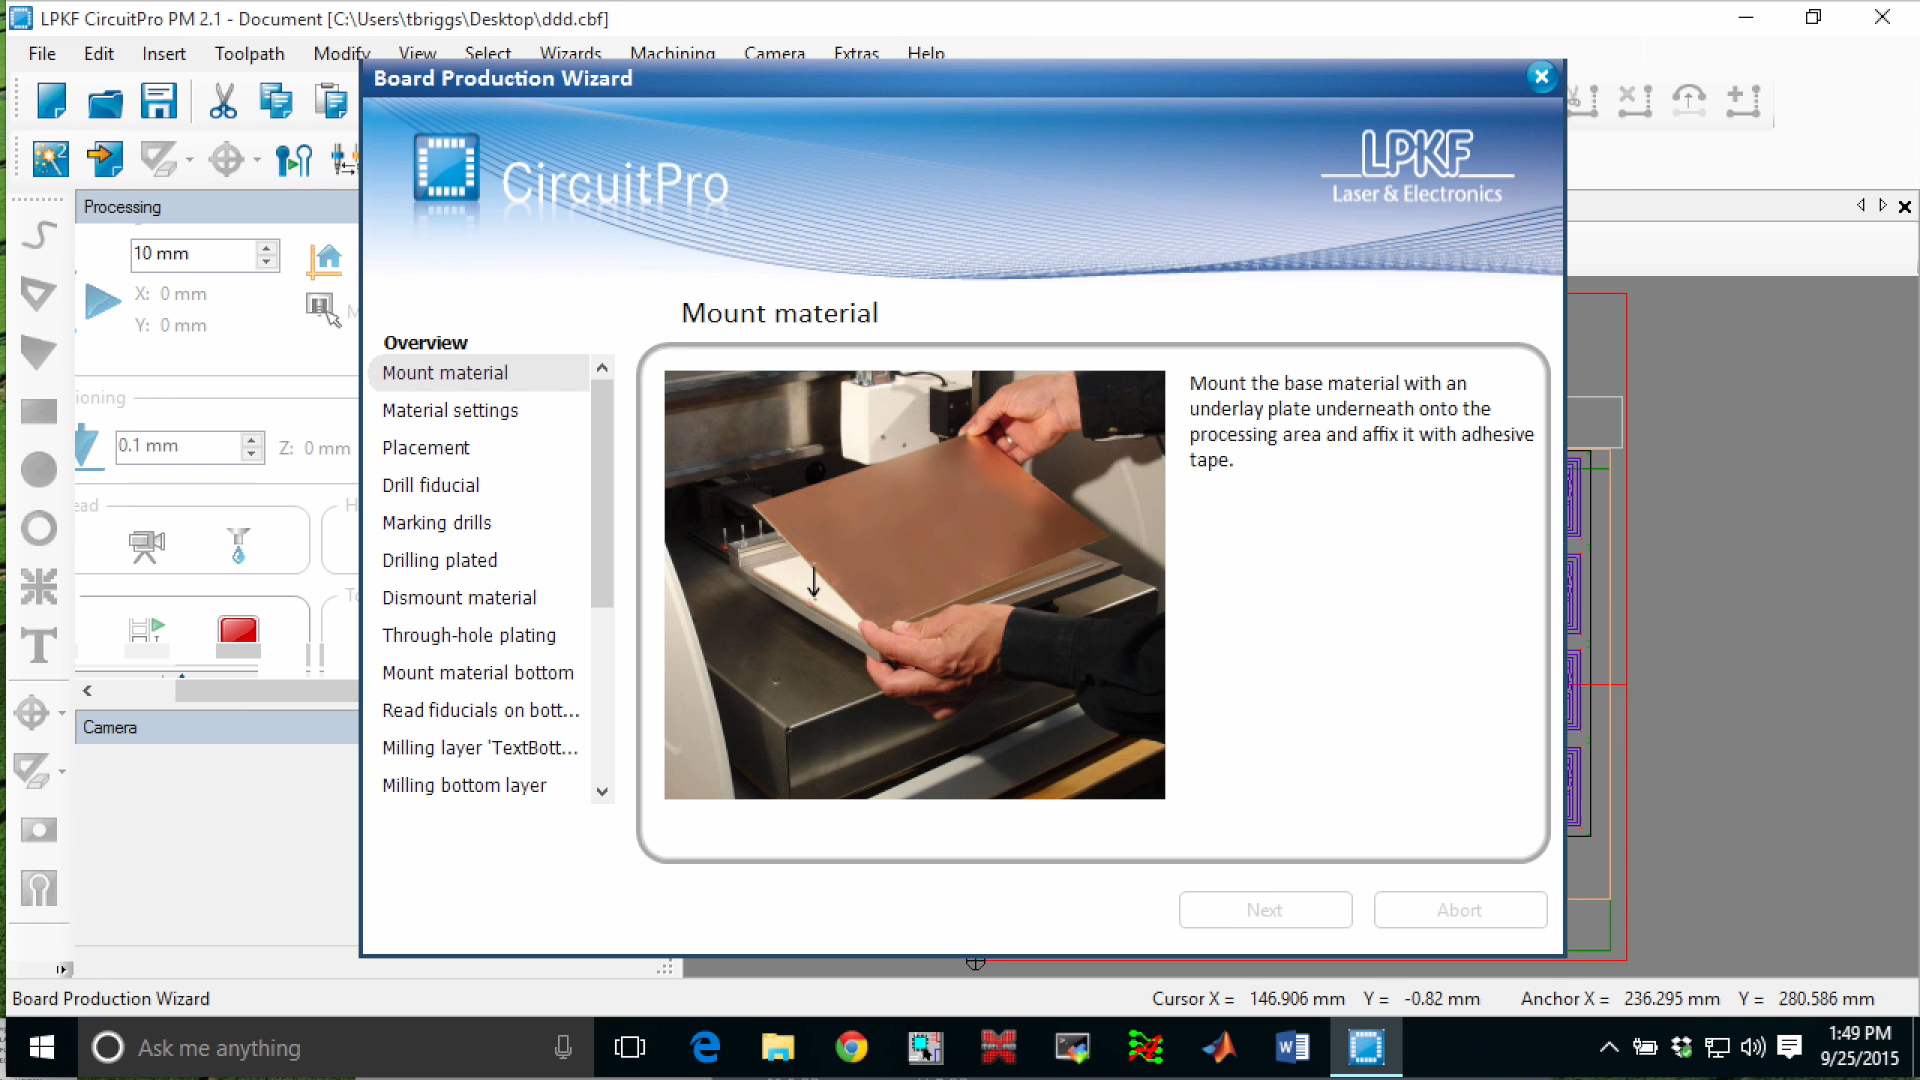 LPKF CircuitPro PM 2.1 - Document [C:\Users\tbriggs\Desktop\ddd.cbf]
File Edit Insert Toolpath Modify View Select Wizards Machining Camera Extras Help
Board Production Wizard
CircuitPro
LPKF
Laser & Electronics
Processing
10 mm
X: 0 mm
Y: 0 mm
ioning
0.1 mm
Z: 0 mm
ead
H
To
Camera
Mount material
Overview
Mount material
Material settings
Placement
Drill fiducial
Marking drills
Drilling plated
Dismount material
Through-hole plating
Mount material bottom
Read fiducials on bott...
Milling layer 'TextBott...
Milling bottom layer
Mount the base material with an
underlay plate underneath onto the
processing area and affix it with adhesive
tape.
Next
Abort
Board Production Wizard
Cursor X = 146.906 mm Y = -0.82 mm Anchor X = 236.295 mm Y = 280.586 mm
Ask me anything
1:49 PM
9/25/2015